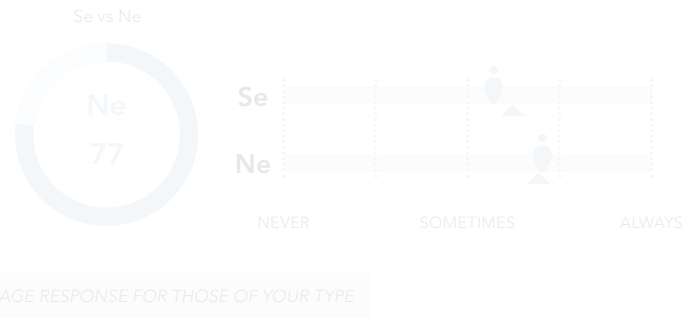 Se vs Ne
Ne
77
Se
Ne
NEVER SOMETIMES ALWAYS
AGE RESPONSE FOR THOSE OF YOUR TYPE